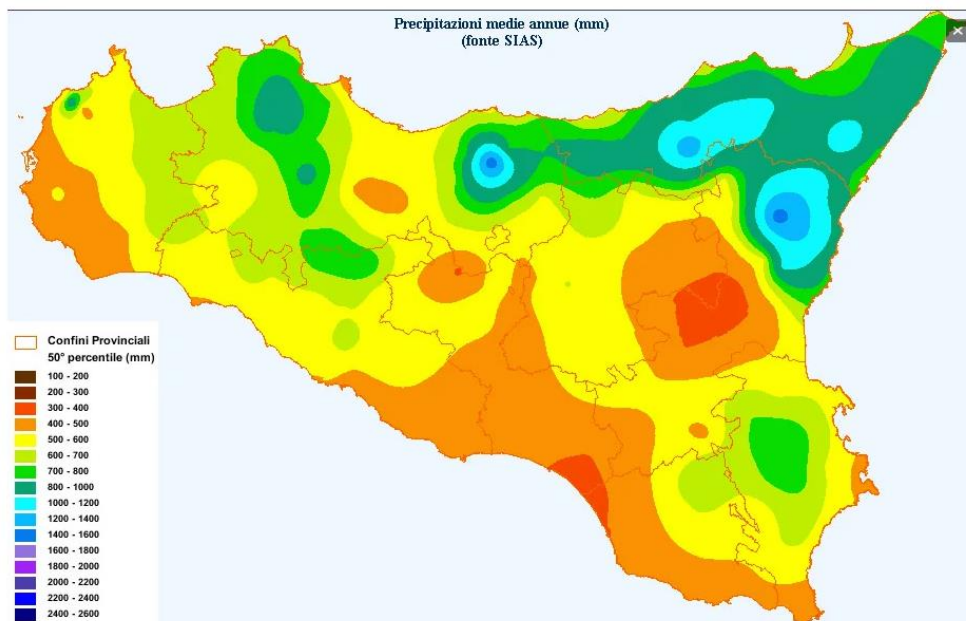 Precipitazioni medie annue (mm)
(fonte SIAS)
Confini Provinciali
50° percentile (mm)
100 - 200
200 - 300
300 - 400
400 - 500
500 - 600
600 - 700
700 - 800
800 - 1000
1000 - 1200
1200 - 1400
1400 - 1600
1600 - 1800
1800 - 2000
2000 - 2200
2200 - 2400
2400 - 2600